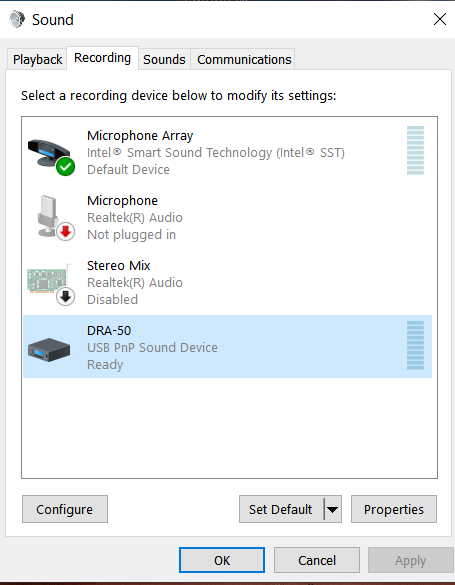 Sound
Playback Recording Sounds Communications
Select a recording device below to modify its settings:
Microphone Array
Intel® Smart Sound Technology (Intel® SST)
Default Device
Microphone
Realtek(R) Audio
Not plugged in
Stereo Mix
Realtek(R) Audio
Disabled
DRA-50
USB PnP Sound Device
Ready
Configure Set Default Properties
OK Cancel Apply